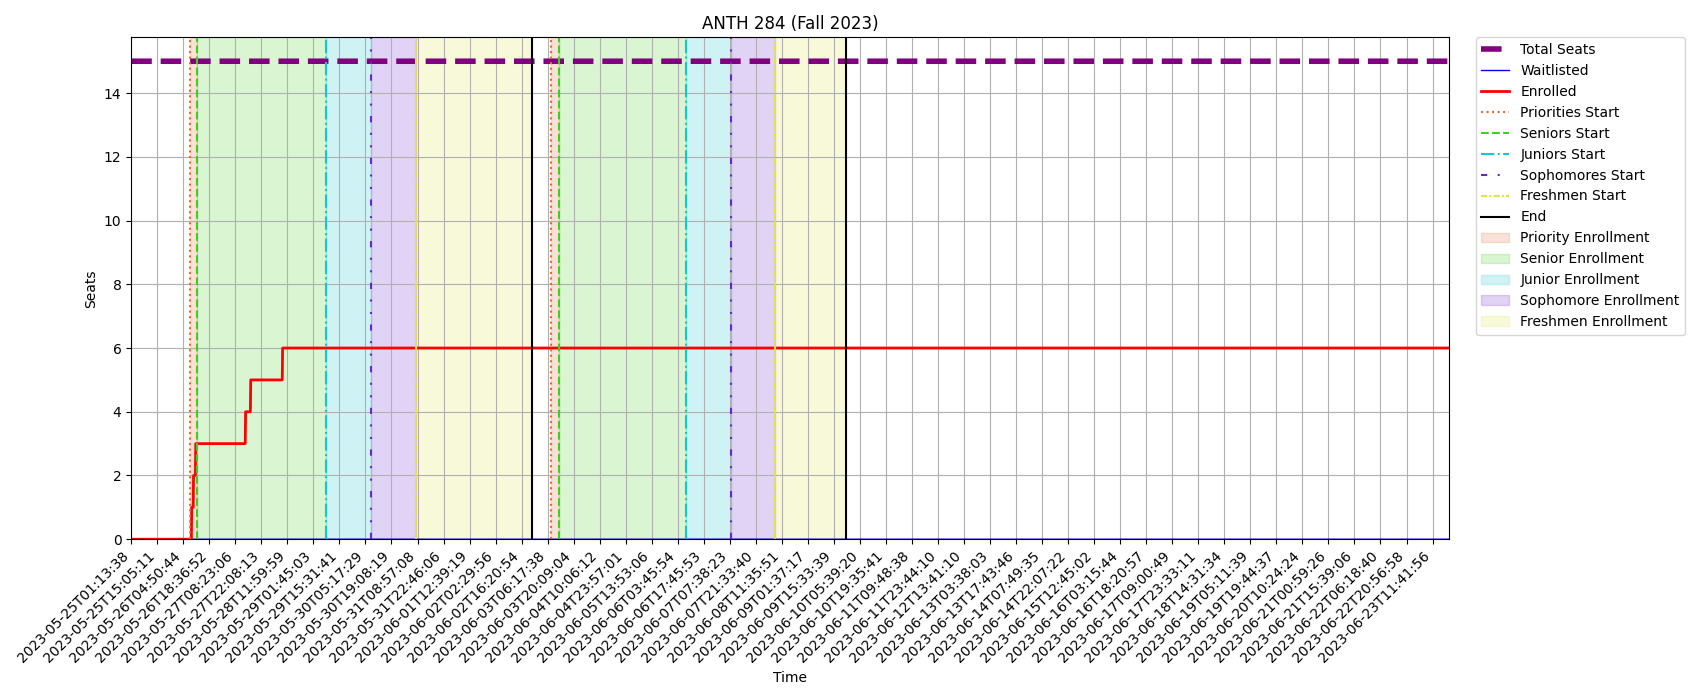 ANTH 284 (Fall 2023)
Seats
14
12
10
8
6
4
2
0
2023-05-25T01:13:38
2023-05-25T15:05:11
2023-05-26T04:50:44
2023-05-26T18:36:52
2023-05-27T08:23:06
2023-05-27T22:08:13
2023-05-28T11:59:59
2023-05-29T01:45:03
2023-05-29T15:31:41
2023-05-30T05:17:29
2023-05-30T19:08:19
2023-05-31T08:57:08
2023-05-31T22:46:06
2023-06-01T12:39:19
2023-06-02T02:29:56
2023-06-02T16:20:54
2023-06-03T06:17:38
2023-06-03T20:09:04
2023-06-04T10:06:12
2023-06-04T23:57:01
2023-06-05T13:53:06
2023-06-06T03:45:54
2023-06-06T17:45:53
2023-06-07T07:38:23
2023-06-07T21:33:40
2023-06-08T11:35:51
2023-06-09T01:37:17
2023-06-09T15:33:39
2023-06-10T05:39:20
2023-06-10T19:35:41
2023-06-11T09:48:38
2023-06-11T23:44:10
2023-06-12T13:41:10
2023-06-13T03:38:03
2023-06-13T17:43:46
2023-06-14T07:49:35
2023-06-14T22:07:22
2023-06-15T12:45:02
2023-06-16T03:15:44
2023-06-16T18:20:57
2023-06-17T09:00:49
2023-06-17T23:33:11
2023-06-18T14:31:34
2023-06-19T05:11:39
2023-06-19T19:44:37
2023-06-20T10:24:24
2023-06-21T00:59:26
2023-06-21T15:39:06
2023-06-22T06:18:40
2023-06-22T20:56:58
2023-06-23T11:41:56
Time
Total Seats
Waitlisted
Enrolled
Priorities Start
Seniors Start
Juniors Start
Sophomores Start
Freshmen Start
End
Priority Enrollment
Senior Enrollment
Junior Enrollment
Sophomore Enrollment
Freshmen Enrollment